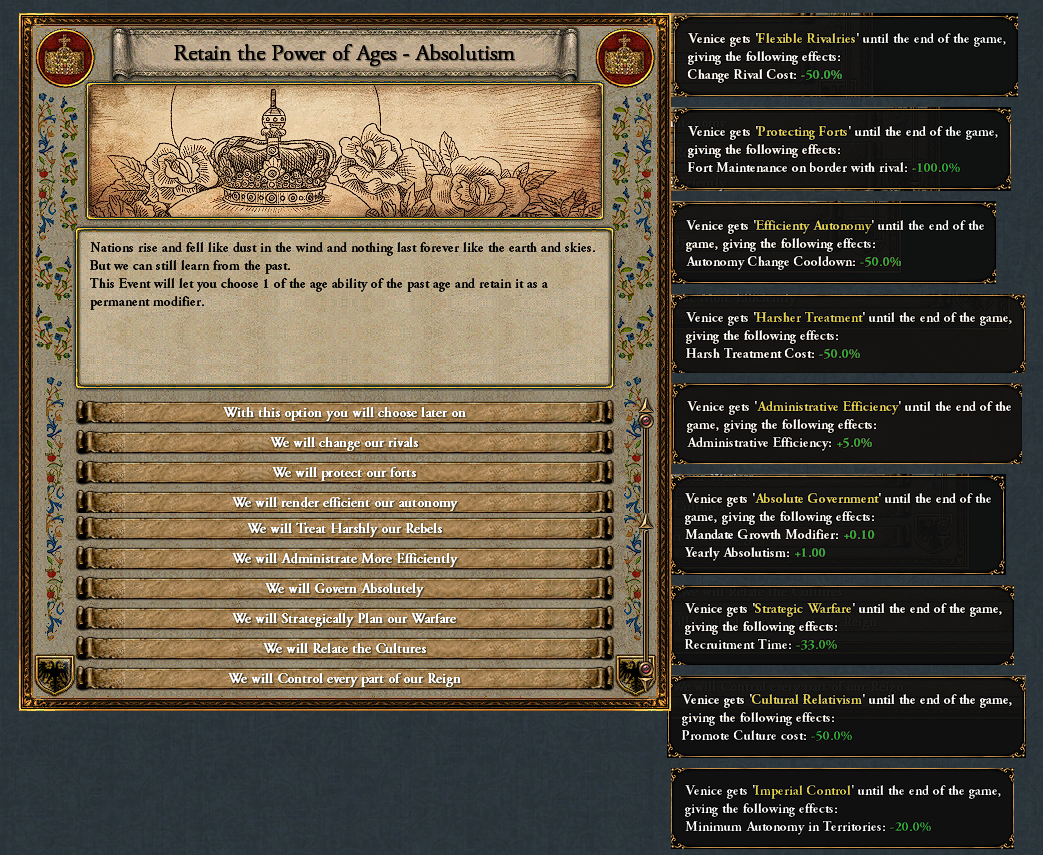 Retain the Power of Ages - Absolutism
Nations rise and fell like dust in the wind and nothing last forever like the earth and skies.
But we can still learn from the past.
This Event will let you choose 1 of the age ability of the past age and retain it as a
permanent modifier.
With this option you will choose later on
We will change our rivals
We will protect our forts
We will render efficient our autonomy
We will Treat Harshly our Rebels
We will Administrate More Efficiently
We will Govern Absolutely
We will Strategically Plan our Warfare
We will Relate the Cultures
We will Control every part of our Reign
Venice gets 'Flexible Rivalries' until the end of the game,
giving the following effects:
Change Rival Cost: -50.0%
Venice gets 'Protecting Forts' until the end of the game,
giving the following effects:
Fort Maintenance on border with rival: -100.0%
Venice gets 'Efficienty Autonomy' until the end of the
game, giving the following effects:
Autonomy Change Cooldown: -50.0%
Venice gets 'Harsher Treatment' until the end of the game,
giving the following effects:
Harsh Treatment Cost: -50.0%
Venice gets 'Administrative Efficiency' until the end of the
game, giving the following effects:
Administrative Efficiency: +5.0%
Venice gets 'Absolute Government' until the end of the
game, giving the following effects:
Mandate Growth Modifier: +0.10
Yearly Absolutism: +1.00
Venice gets 'Strategic Warfare' until the end of the game,
giving the following effects:
Recruitment Time: -33.0%
Venice gets 'Cultural Relativism' until the end of the game,
giving the following effects:
Promote Culture cost: -50.0%
Venice gets 'Imperial Control' until the end of the game,
giving the following effects:
Minimum Autonomy in Territories: -20.0%